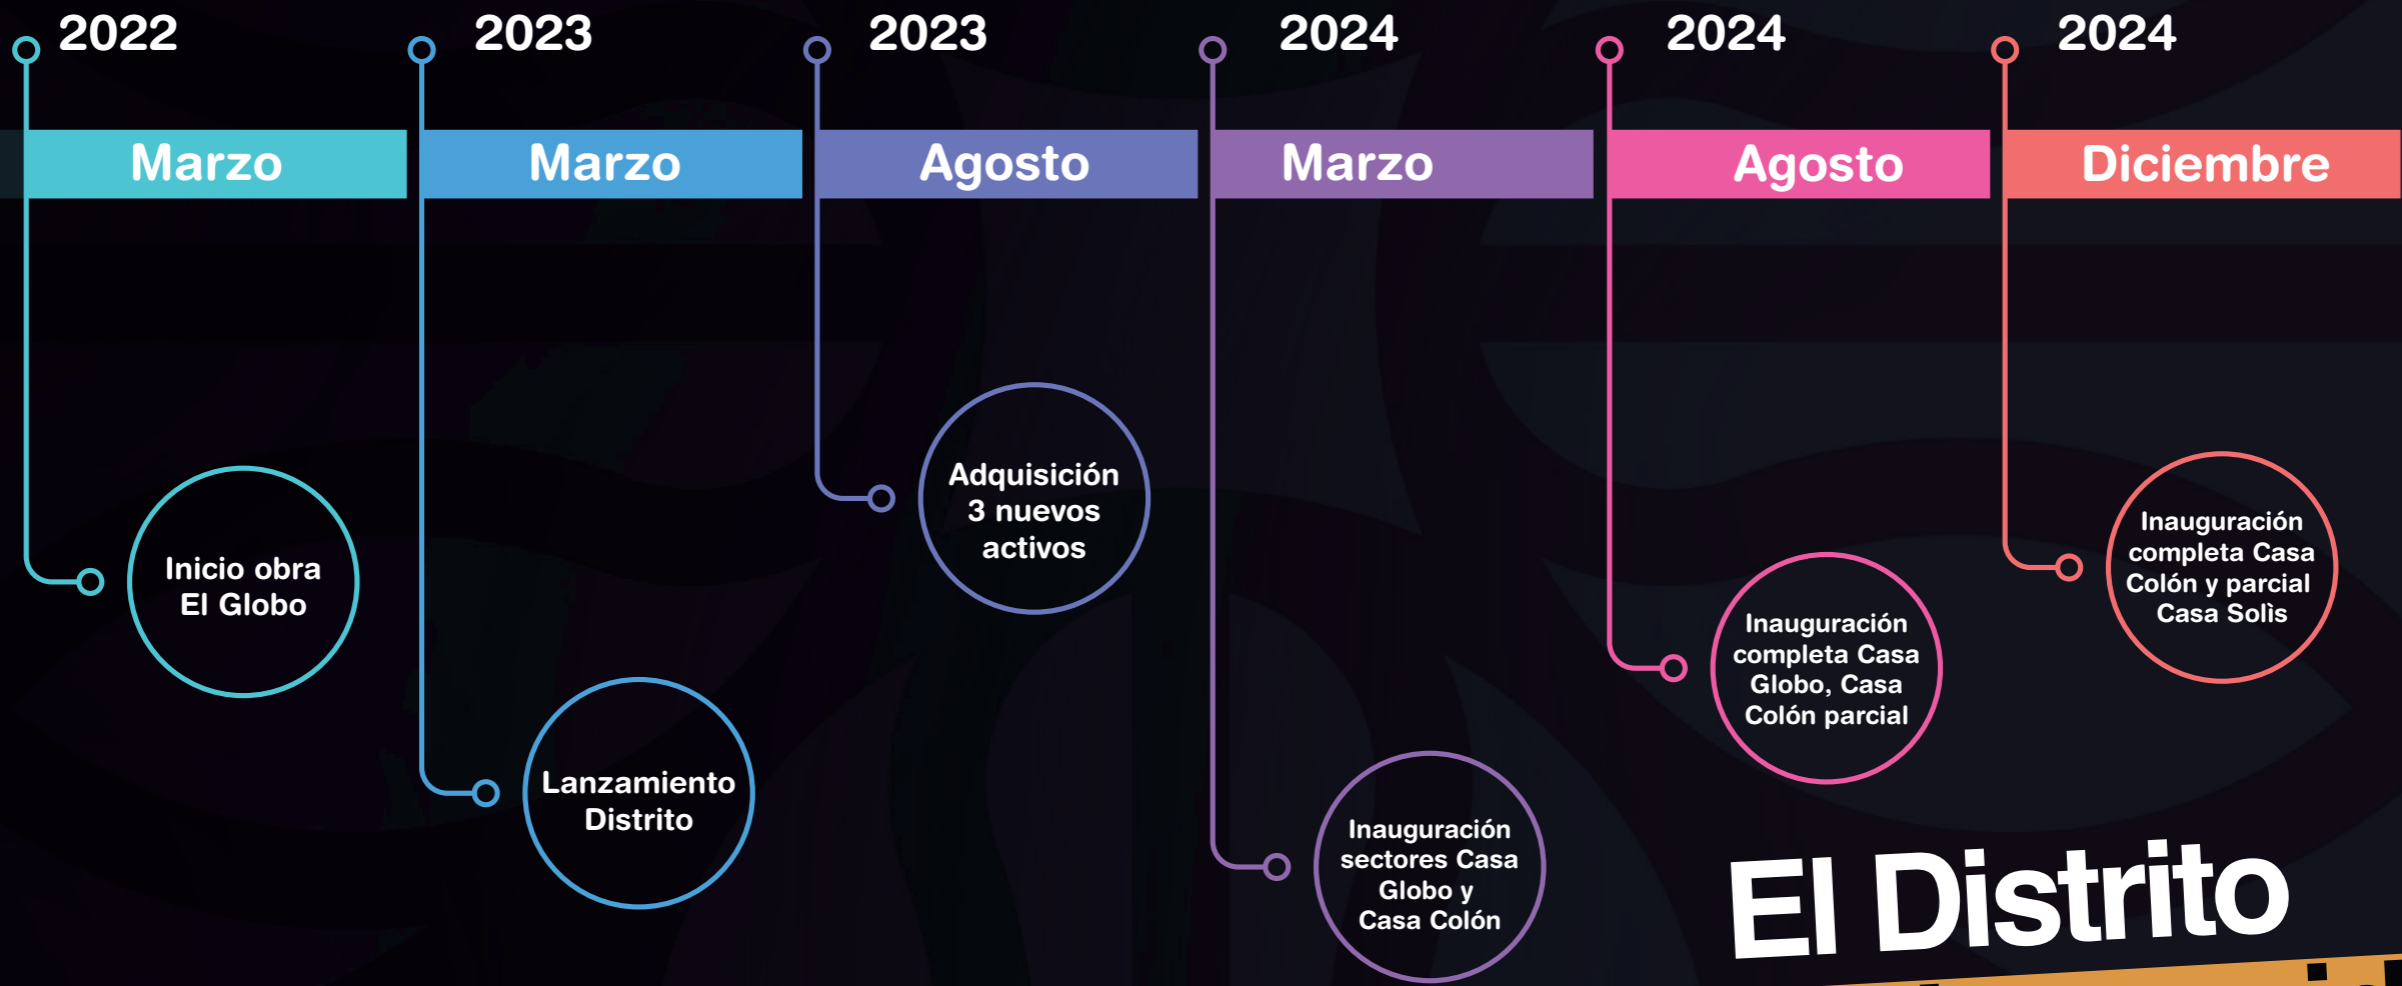 2022
2023
2023
2024
2024
2024
Marzo
Marzo
Agosto
Marzo
Agosto
Diciembre
Inicio obra
El Globo
Lanzamiento
Distrito
Adquisición
3 nuevos
activos
Inauguración
sectores Casa
Globo y
Casa Colón
Inauguración
completa Casa
Globo, Casa
Colón parcial
Inauguración
completa Casa
Colón y parcial
Casa Solìs
El Distrito